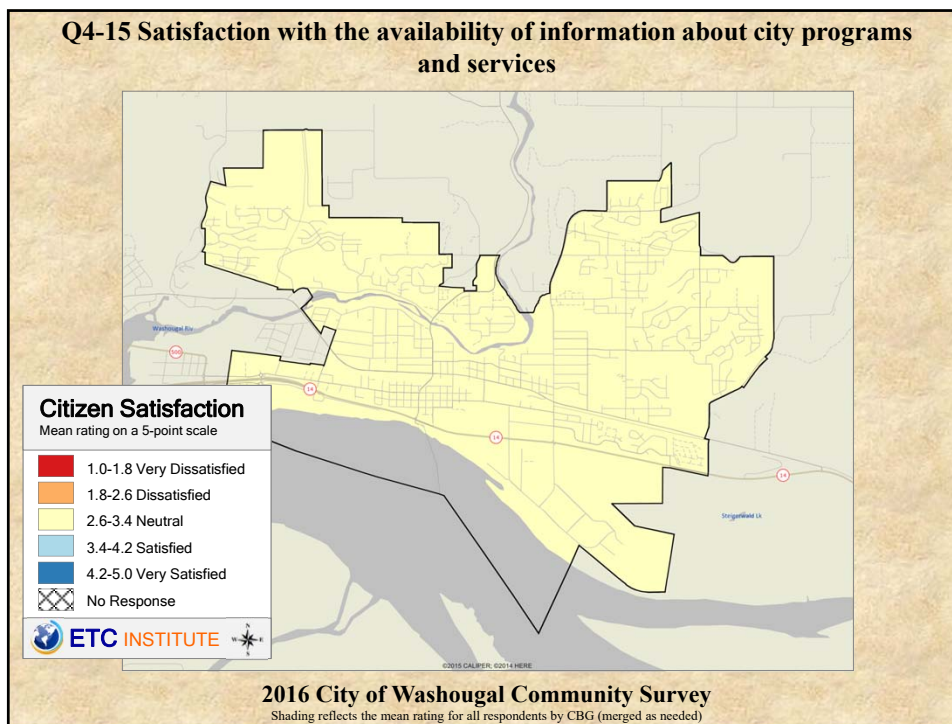 Q4-15 Satisfaction with the availability of information about city programs
and services
Washougal Riv
500
14
14
14
Steigerwald Lk
Citizen Satisfaction
Mean rating on a 5-point scale
1.0-1.8 Very Dissatisfied
1.8-2.6 Dissatisfied
2.6-3.4 Neutral
3.4-4.2 Satisfied
4.2-5.0 Very Satisfied
No Response
ETC INSTITUTE
N
W E
S
©2015 CALIPER; ©2014 HERE
2016 City of Washougal Community Survey
Shading reflects the mean rating for all respondents by CBG (merged as needed)